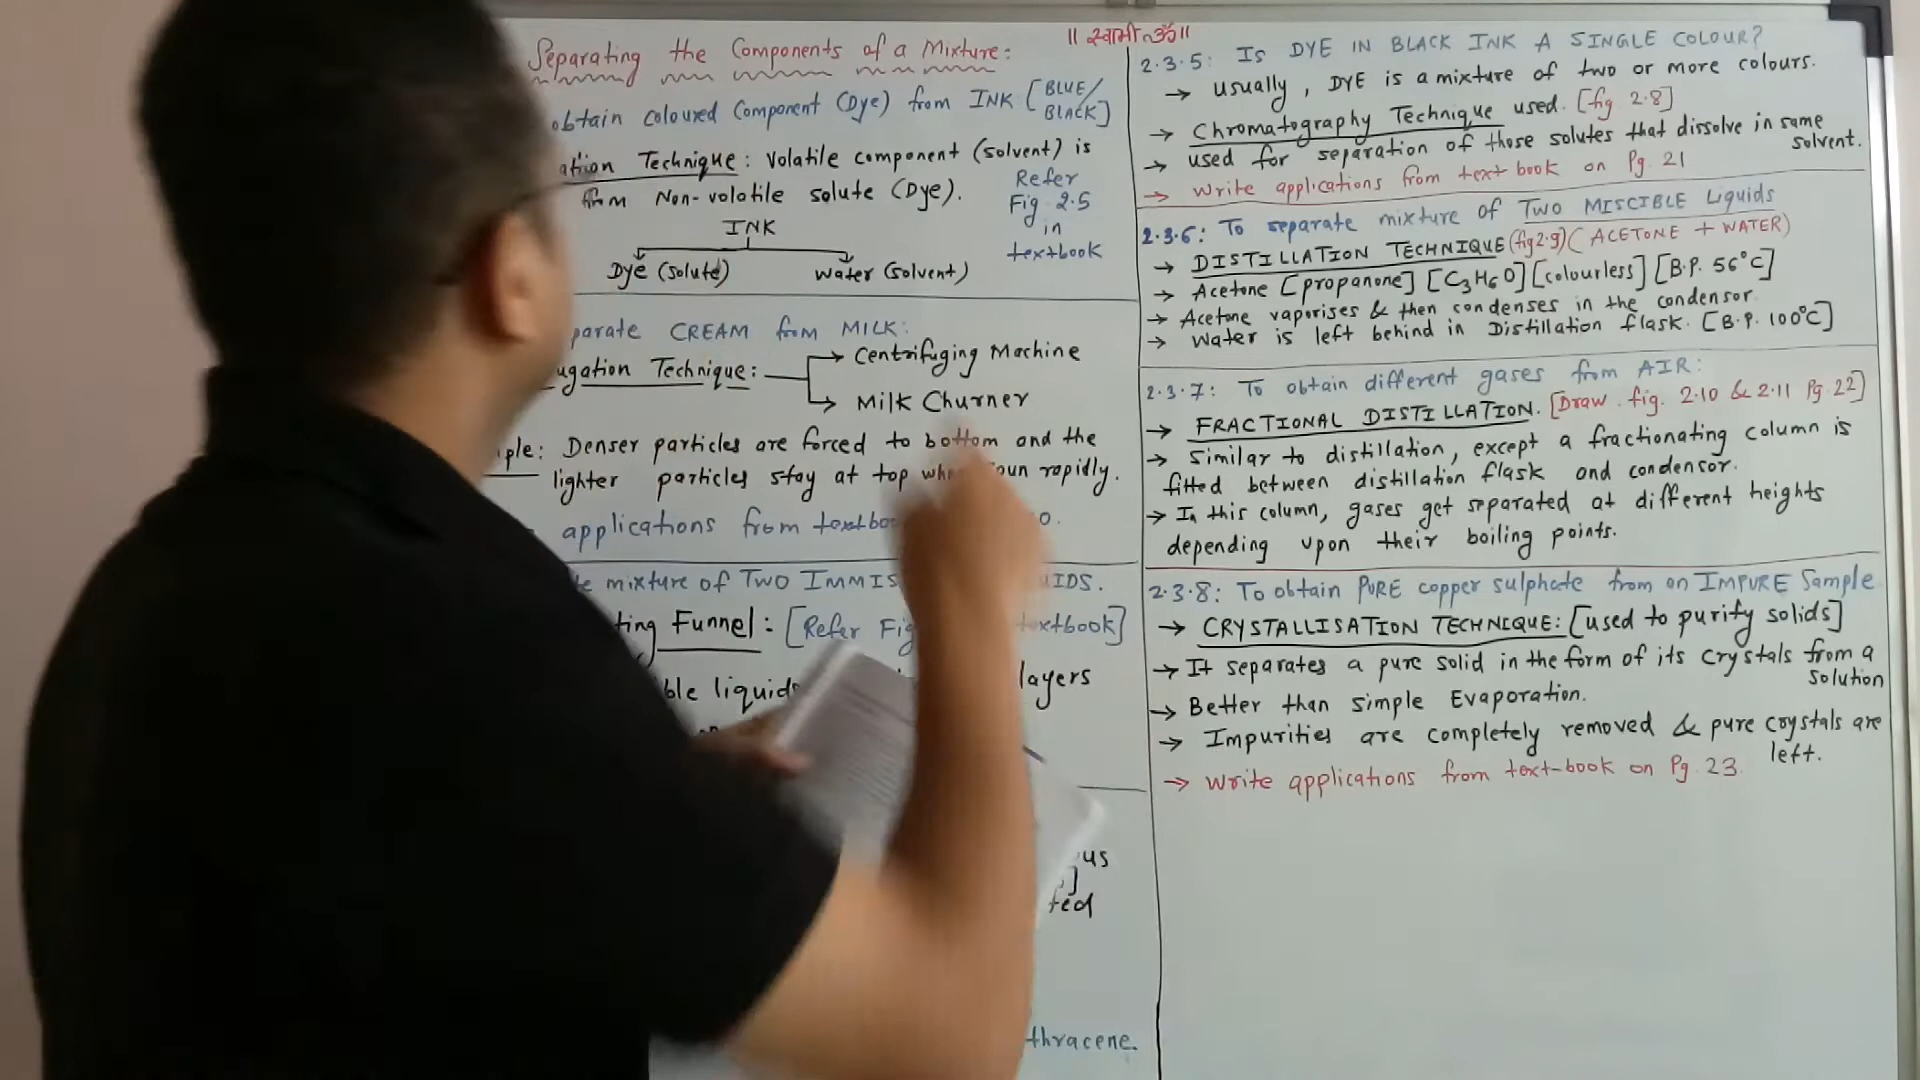 || स्वामी ॐ ||
Separating the Components of a Mixture:
obtain coloured Component (Dye) from INK [BLUE/BLACK]
ation Technique: Volatile component (solvent) is
from Non-volatile solute (Dye).
Refer
Fig 2.5
in
textbook
INK
Dye (solute) Water (solvent)
parate CREAM from MILK:
ugation Technique: → Centrifuging Machine
→ Milk Churner
iple: Denser particles are forced to bottom and the
lighter particles stay at top when spun rapidly.
applications from textbo
mixture of TWO IMMIS UIDS.
ting Funnel: [Refer Fig textbook]
ble liquids layers
us
ted
thracene.
2.3.5: Is DYE IN BLACK INK A SINGLE COLOUR?
→ usually, DYE is a mixture of two or more colours.
→ Chromatography Technique used. [fig 2.8]
→ used for separation of those solutes that dissolve in same solvent.
→ Write applications from text book on Pg. 21
2.3.6: To separate mixture of TWO MISCIBLE Liquids
→ DISTILLATION TECHNIQUE (fig 2.9) (ACETONE + WATER)
→ Acetone [propanone] [C3H6O] [colourless] [B.P. 56°C]
→ Acetone vaporises & then condenses in the condensor.
→ Water is left behind in Distillation flask. [B.P. 100°C]
2.3.7: To obtain different gases from AIR:
→ FRACTIONAL DISTILLATION. [Draw fig. 2.10 & 2.11 Pg. 22]
→ Similar to distillation, except a fractionating column is
fitted between distillation flask and condensor.
→ In this column, gases get separated at different heights
depending upon their boiling points.
2.3.8: To obtain PURE copper sulphate from an IMPURE Sample
→ CRYSTALLISATION TECHNIQUE: [used to purify solids]
→ It separates a pure solid in the form of its crystals from a solution
→ Better than simple Evaporation.
→ Impurities are completely removed & pure crystals are left.
→ Write applications from text-book on Pg. 23.